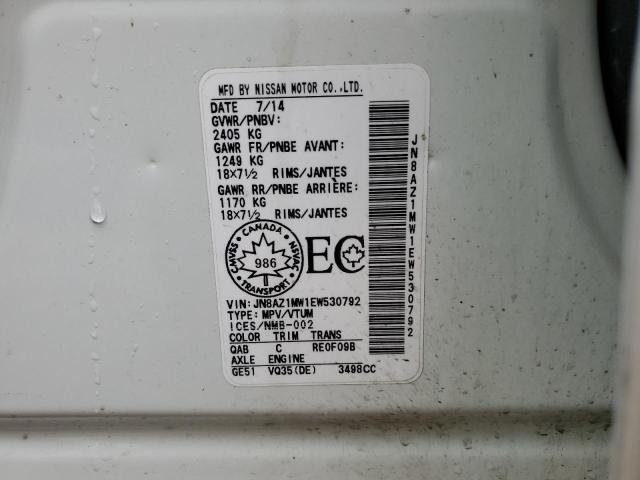 MFD BY NISSAN MOTOR CO.,LTD.
DATE 7/14
GVWR/PNBV:
2405 KG
GAWR FR/PNBE AVANT:
1249 KG
18X7½ RIMS/JANTES
GAWR RR/PNBE ARRIÈRE:
1170 KG
18X7½ RIMS/JANTES
CANADA
CMVSS NSVAC
986
TRANSPORT
EC
VIN: JN8AZ1MW1EW530792
TYPE: MPV/VTUM
ICES/NMB-002
COLOR TRIM TRANS
QAB C RE0F09B
AXLE ENGINE
GE51 VQ35(DE) 3498CC
JN8AZ1MW1EW530792